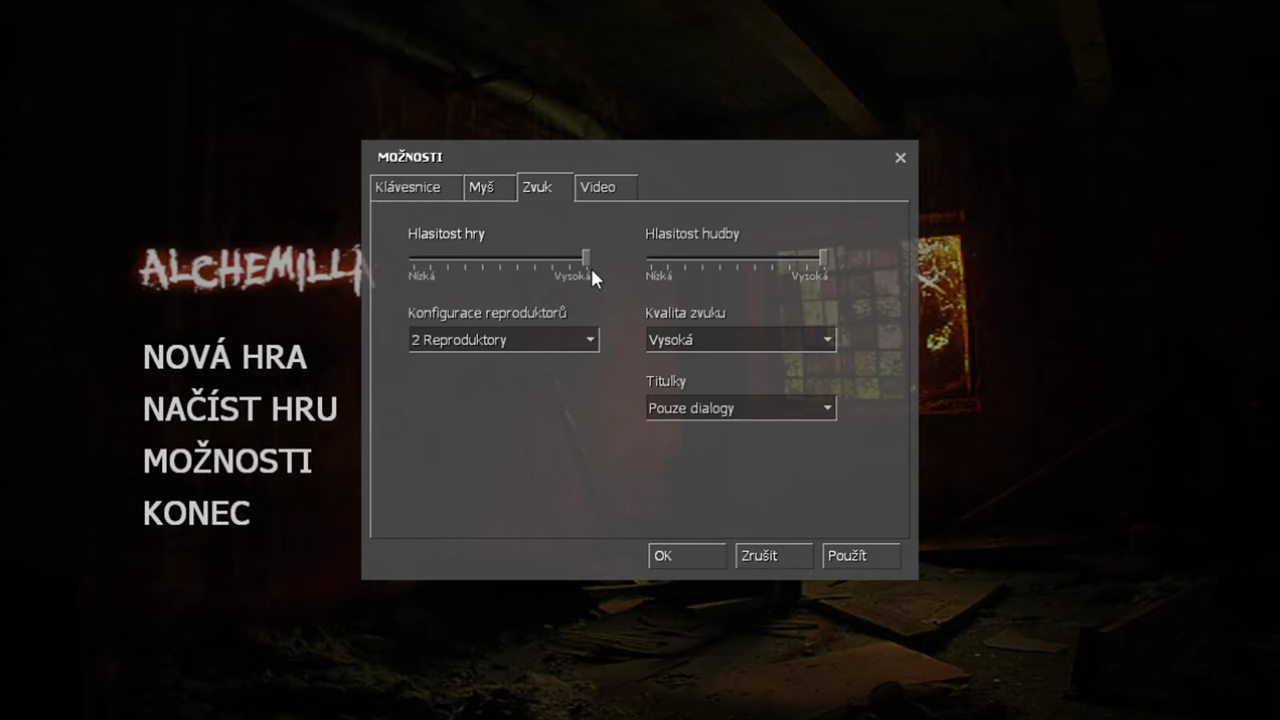 MOŽNOSTI
Klávesnice Myš Zvuk Video
Hlasitost hry Hlasitost hudby
Nízká Vysoká Nízká Vysoká
Konfigurace reproduktorů Kvalita zvuku
2 Reproduktory Vysoká
Titulky
Pouze dialogy
OK Zrušit Použít
NOVÁ HRA
NAČÍST HRU
MOŽNOSTI
KONEC